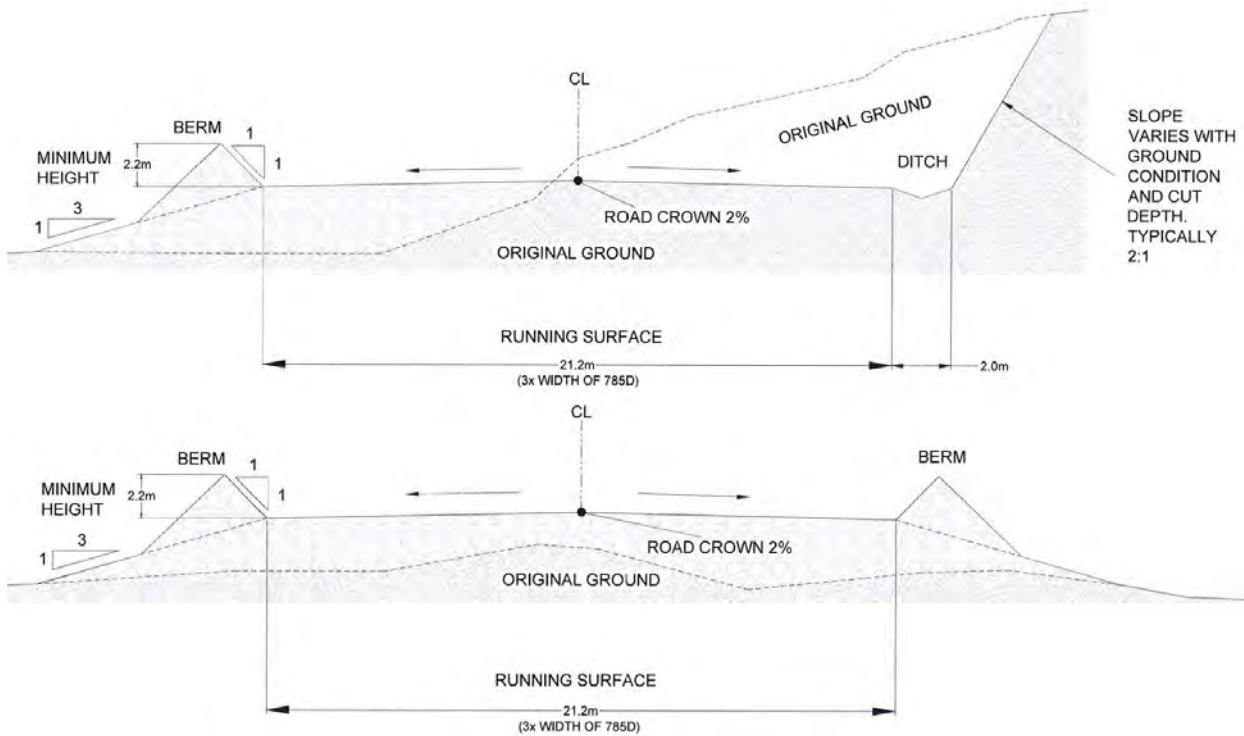 CL
BERM
1
1
MINIMUM
HEIGHT
2.2m
3
1
ORIGINAL GROUND
DITCH
SLOPE
VARIES WITH
GROUND
CONDITION
AND CUT
DEPTH.
TYPICALLY
2:1
ROAD CROWN 2%
ORIGINAL GROUND
RUNNING SURFACE
21.2m
(3x WIDTH OF 785D)
2.0m
CL
BERM
1
1
BERM
MINIMUM
HEIGHT
2.2m
3
1
ROAD CROWN 2%
ORIGINAL GROUND
RUNNING SURFACE
21.2m
(3x WIDTH OF 785D)